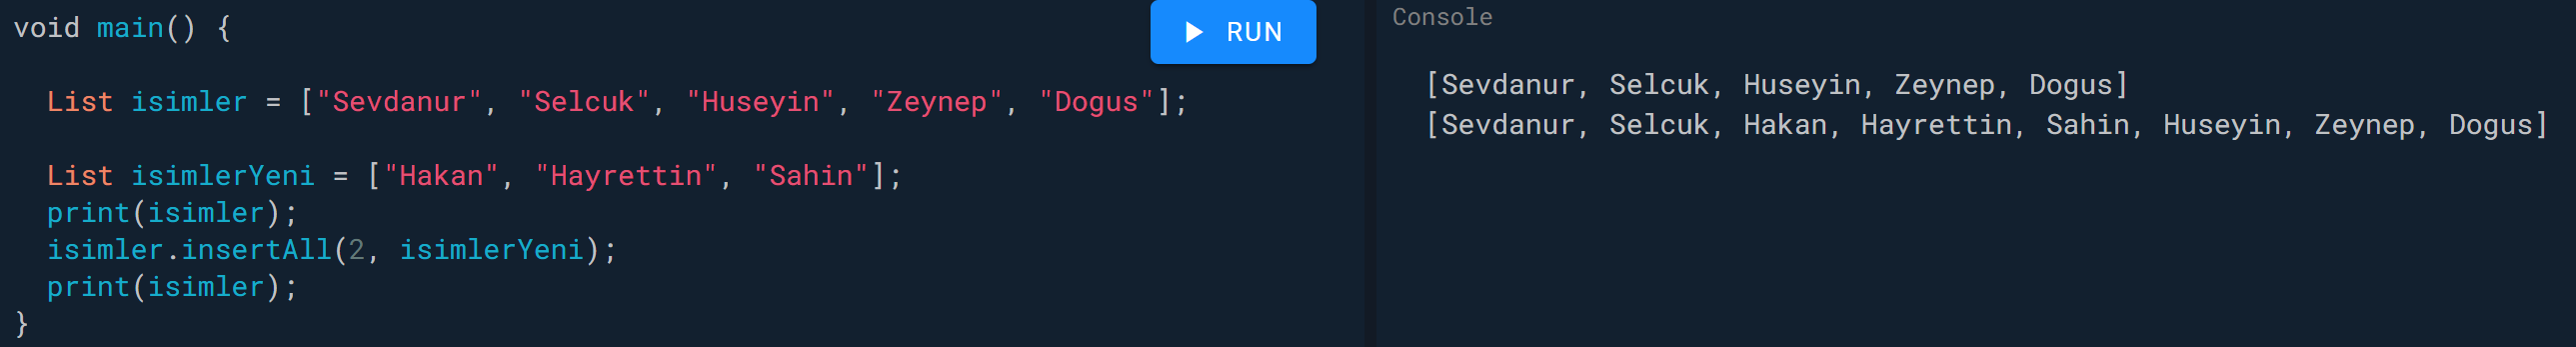 void main() {
RUN
List isimler = ["Sevdanur", "Selcuk", "Huseyin", "Zeynep", "Dogus"];
List isimlerYeni = ["Hakan", "Hayrettin", "Sahin"];
print(isimler);
isimler.insertAll(2, isimlerYeni);
print(isimler);
}
Console
[Sevdanur, Selcuk, Huseyin, Zeynep, Dogus]
[Sevdanur, Selcuk, Hakan, Hayrettin, Sahin, Huseyin, Zeynep, Dogus]